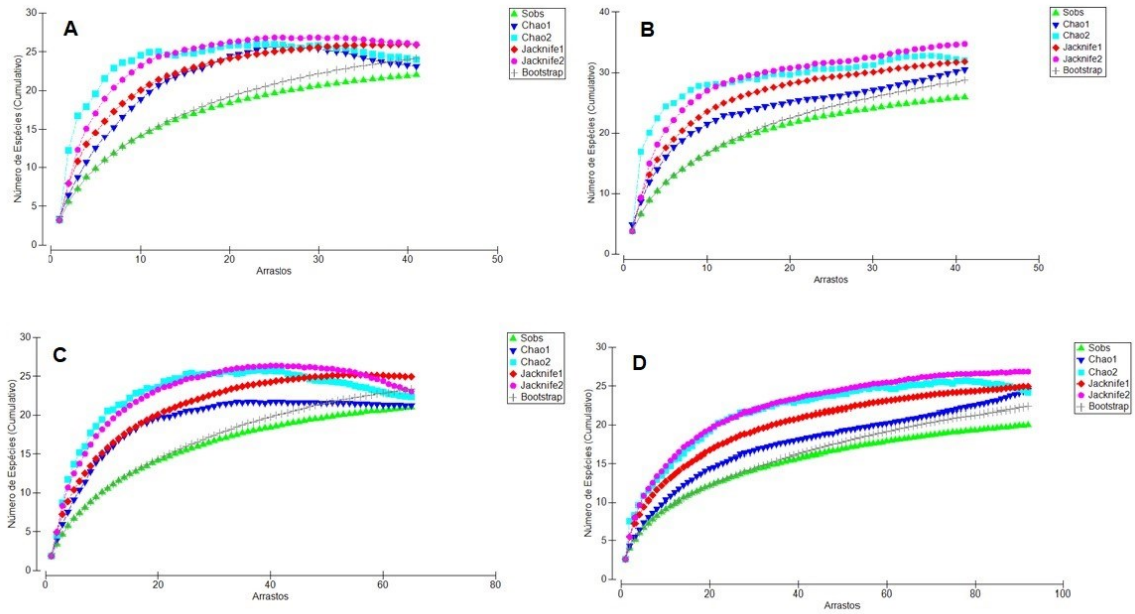 A
Número de Espécies (Cumulativo)
30
25
20
15
10
5
0
0 10 20 30 40 50
Arrastos
Sobs
Chao1
Chao2
Jacknife1
Jacknife2
Bootstrap
B
Número de Espécies (Cumulativo)
40
30
20
10
0
0 10 20 30 40 50
Arrastos
Sobs
Chao1
Chao2
Jacknife1
Jacknife2
Bootstrap
C
Número de Espécies (Cumulativo)
30
25
20
15
10
5
0
0 20 40 60 80
Arrastos
Sobs
Chao1
Chao2
Jacknife1
Jacknife2
Bootstrap
D
Número de Espécies (Cumulativo)
30
25
20
15
10
5
0
0 20 40 60 80 100
Arrastos
Sobs
Chao1
Chao2
Jacknife1
Jacknife2
Bootstrap